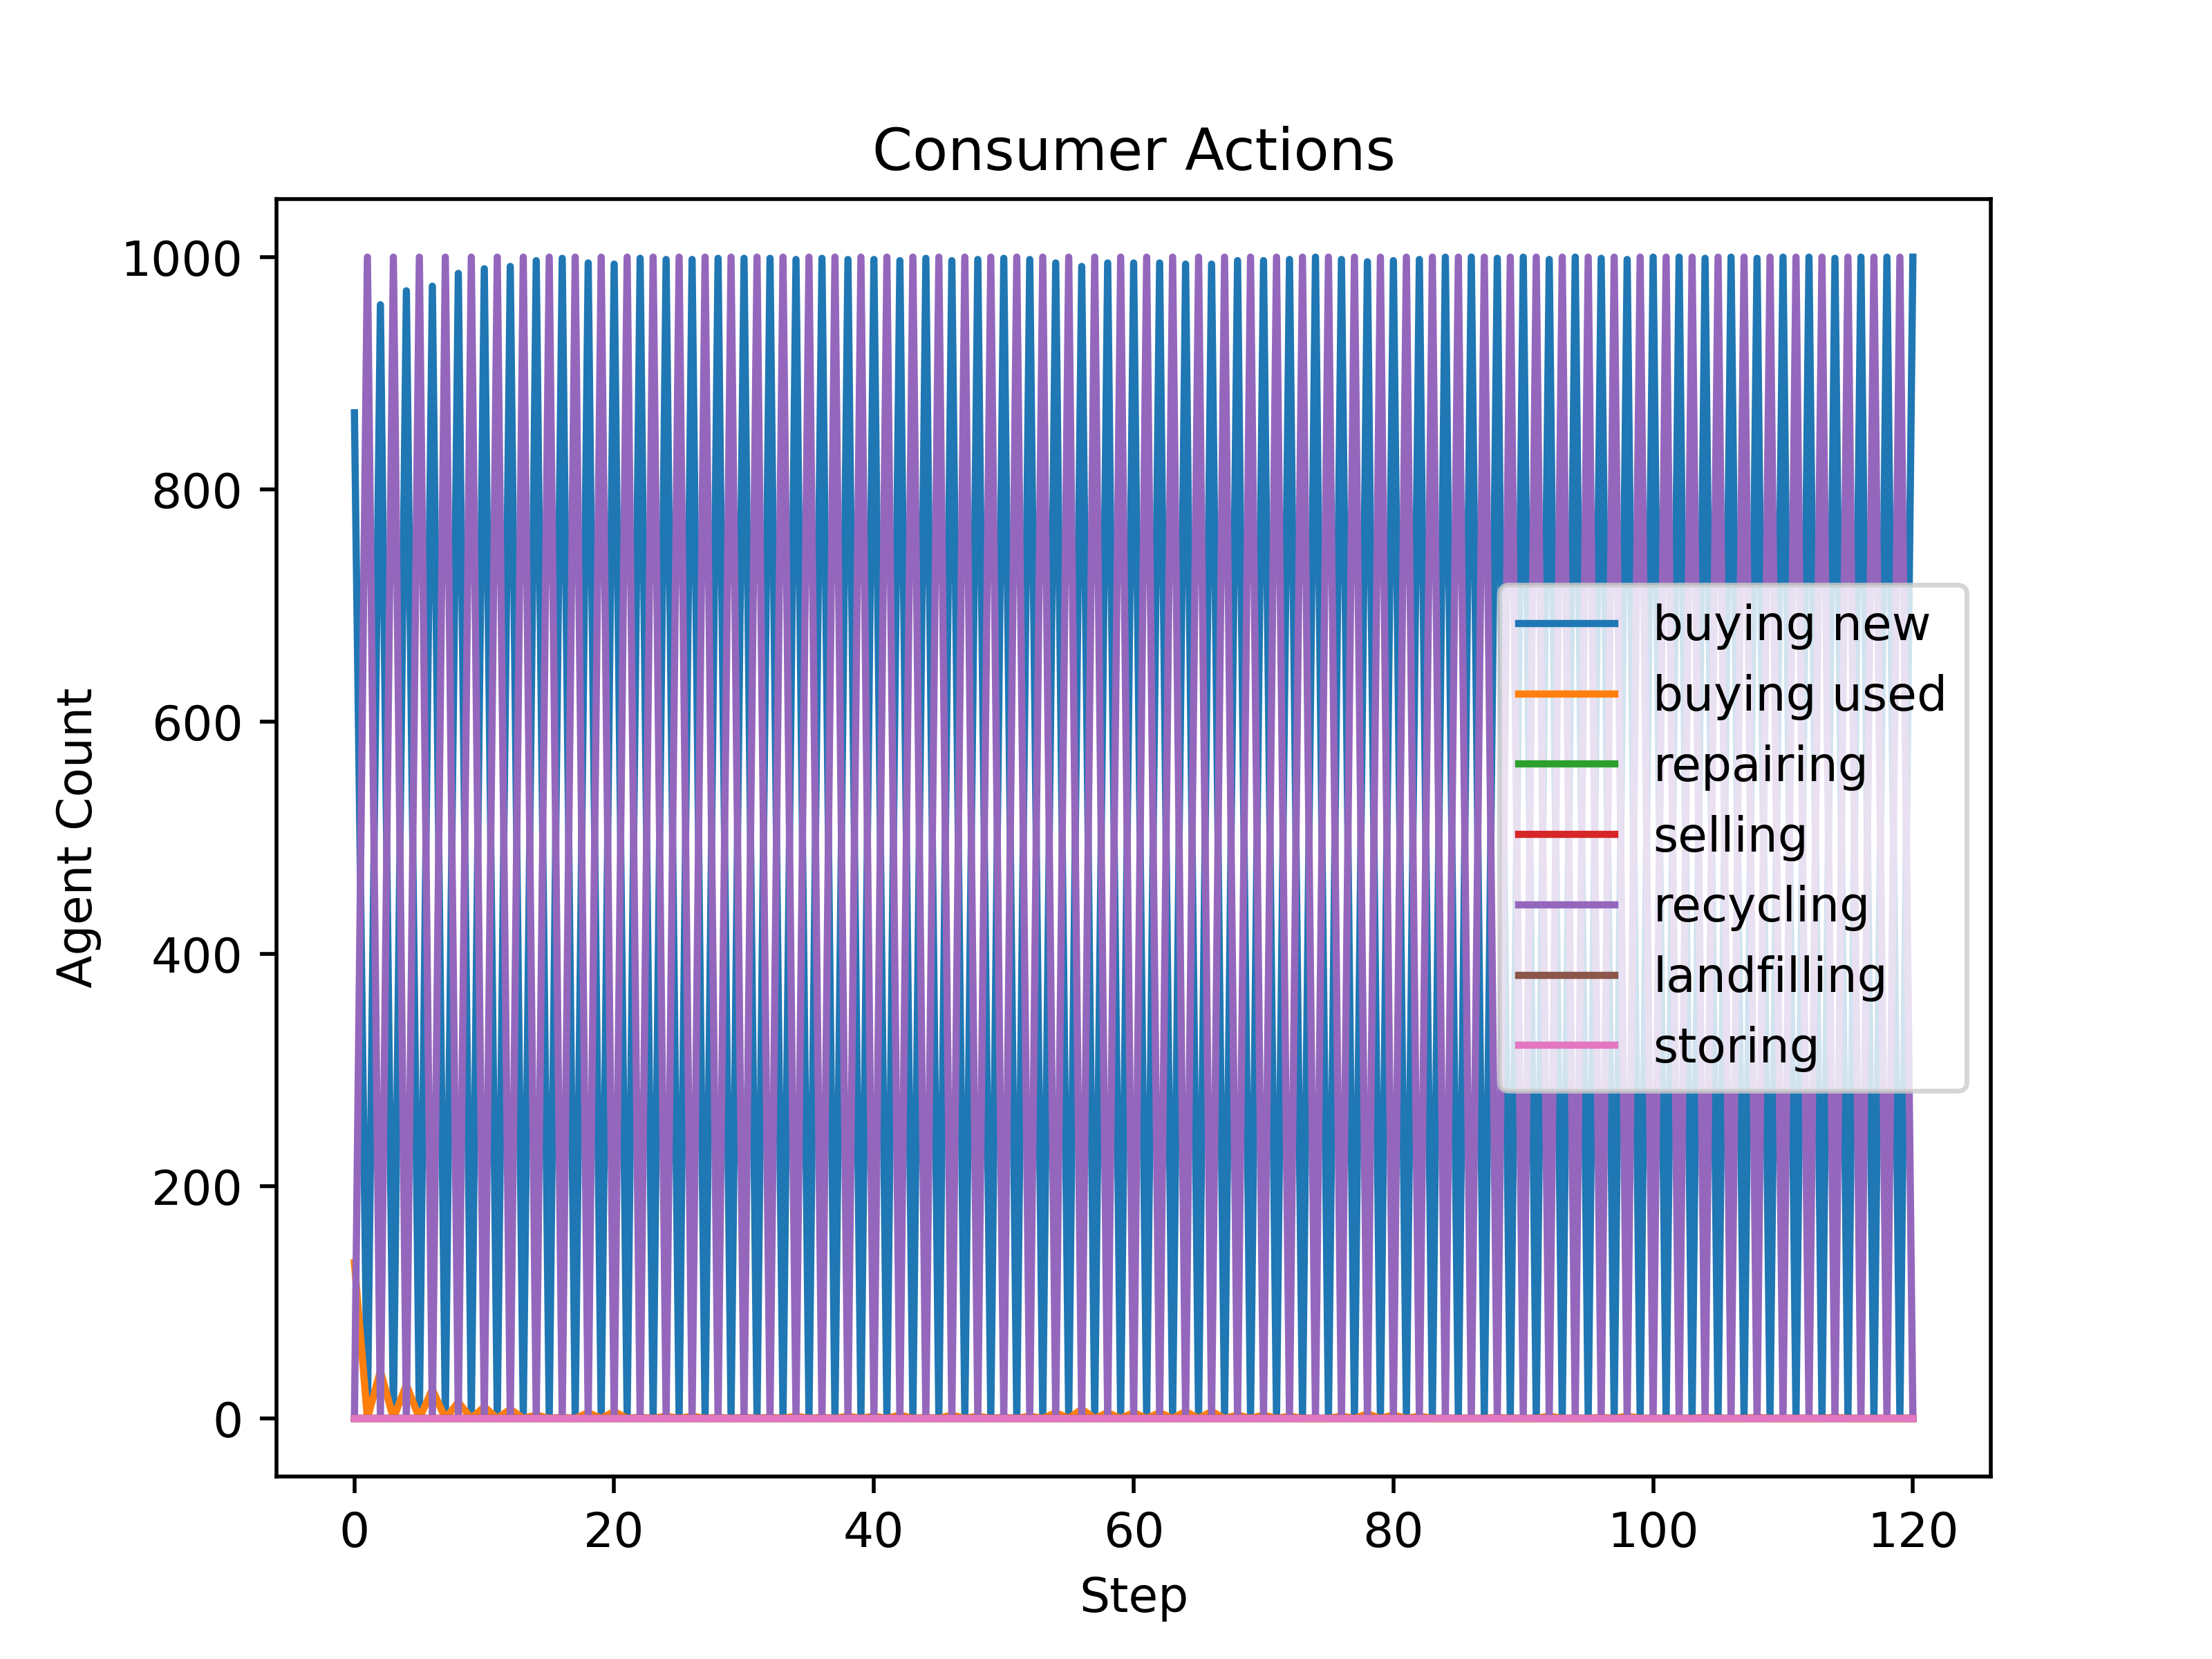 Consumer Actions
1000
800
600
400
200
0
Agent Count
buying new
buying used
repairing
selling
recycling
landfilling
storing
0 20 40 60 80 100 120
Step